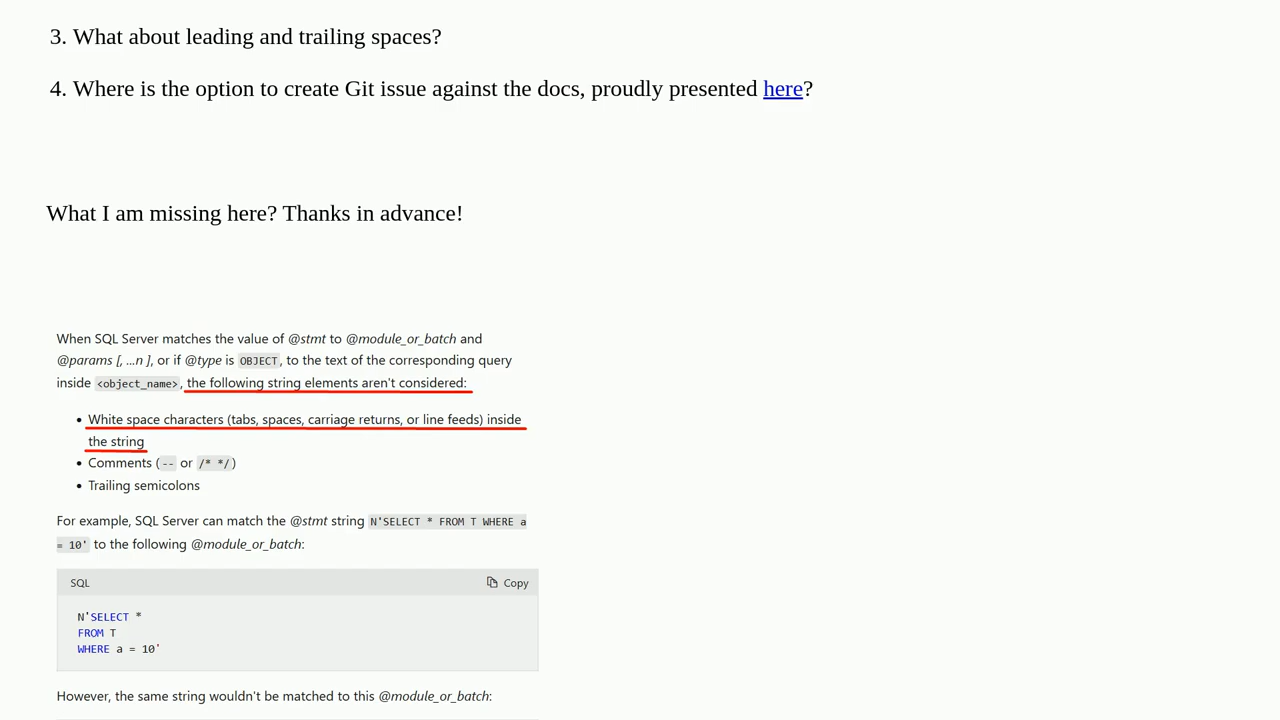 3. What about leading and trailing spaces?
4. Where is the option to create Git issue against the docs, proudly presented here?
What I am missing here? Thanks in advance!
When SQL Server matches the value of @stmt to @module_or_batch and
@params [, ...n ], or if @type is OBJECT, to the text of the corresponding query
inside <object_name>, the following string elements aren't considered:
• White space characters (tabs, spaces, carriage returns, or line feeds) inside
the string
• Comments (-- or /* */)
• Trailing semicolons
For example, SQL Server can match the @stmt string N'SELECT * FROM T WHERE a
= 10' to the following @module_or_batch:
SQL Copy
N'SELECT *
FROM T
WHERE a = 10'
However, the same string wouldn't be matched to this @module_or_batch: